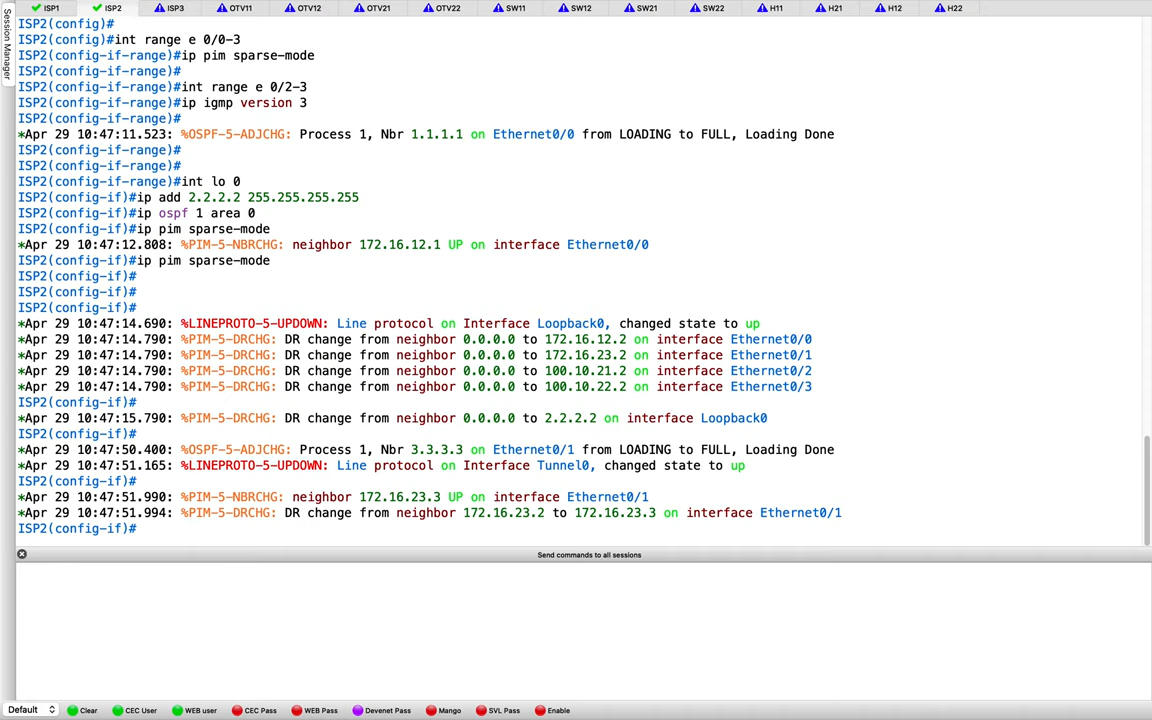 ISP1 ISP2 ISP3 OTV11 OTV12 OTV21 OTV22 SW11 SW12 SW21 SW22 H11 H21 H12 H22
Session Manager
ISP2(config)#
ISP2(config)#int range e 0/0-3
ISP2(config-if-range)#ip pim sparse-mode
ISP2(config-if-range)#
ISP2(config-if-range)#int range e 0/2-3
ISP2(config-if-range)#ip igmp version 3
ISP2(config-if-range)#
*Apr 29 10:47:11.523: %OSPF-5-ADJCHG: Process 1, Nbr 1.1.1.1 on Ethernet0/0 from LOADING to FULL, Loading Done
ISP2(config-if-range)#
ISP2(config-if-range)#
ISP2(config-if-range)#int lo 0
ISP2(config-if)#ip add 2.2.2.2 255.255.255.255
ISP2(config-if)#ip ospf 1 area 0
ISP2(config-if)#ip pim sparse-mode
*Apr 29 10:47:12.808: %PIM-5-NBRCHG: neighbor 172.16.12.1 UP on interface Ethernet0/0
ISP2(config-if)#ip pim sparse-mode
ISP2(config-if)#
ISP2(config-if)#
ISP2(config-if)#
*Apr 29 10:47:14.690: %LINEPROTO-5-UPDOWN: Line protocol on Interface Loopback0, changed state to up
*Apr 29 10:47:14.790: %PIM-5-DRCHG: DR change from neighbor 0.0.0.0 to 172.16.12.2 on interface Ethernet0/0
*Apr 29 10:47:14.790: %PIM-5-DRCHG: DR change from neighbor 0.0.0.0 to 172.16.23.2 on interface Ethernet0/1
*Apr 29 10:47:14.790: %PIM-5-DRCHG: DR change from neighbor 0.0.0.0 to 100.10.21.2 on interface Ethernet0/2
*Apr 29 10:47:14.790: %PIM-5-DRCHG: DR change from neighbor 0.0.0.0 to 100.10.22.2 on interface Ethernet0/3
ISP2(config-if)#
*Apr 29 10:47:15.790: %PIM-5-DRCHG: DR change from neighbor 0.0.0.0 to 2.2.2.2 on interface Loopback0
ISP2(config-if)#
*Apr 29 10:47:50.400: %OSPF-5-ADJCHG: Process 1, Nbr 3.3.3.3 on Ethernet0/1 from LOADING to FULL, Loading Done
*Apr 29 10:47:51.165: %LINEPROTO-5-UPDOWN: Line protocol on Interface Tunnel0, changed state to up
ISP2(config-if)#
*Apr 29 10:47:51.990: %PIM-5-NBRCHG: neighbor 172.16.23.3 UP on interface Ethernet0/1
*Apr 29 10:47:51.994: %PIM-5-DRCHG: DR change from neighbor 172.16.23.2 to 172.16.23.3 on interface Ethernet0/1
ISP2(config-if)#
Send commands to all sessions
Default Clear CEC User WEB user CEC Pass WEB Pass Devenet Pass Mango SVL Pass Enable